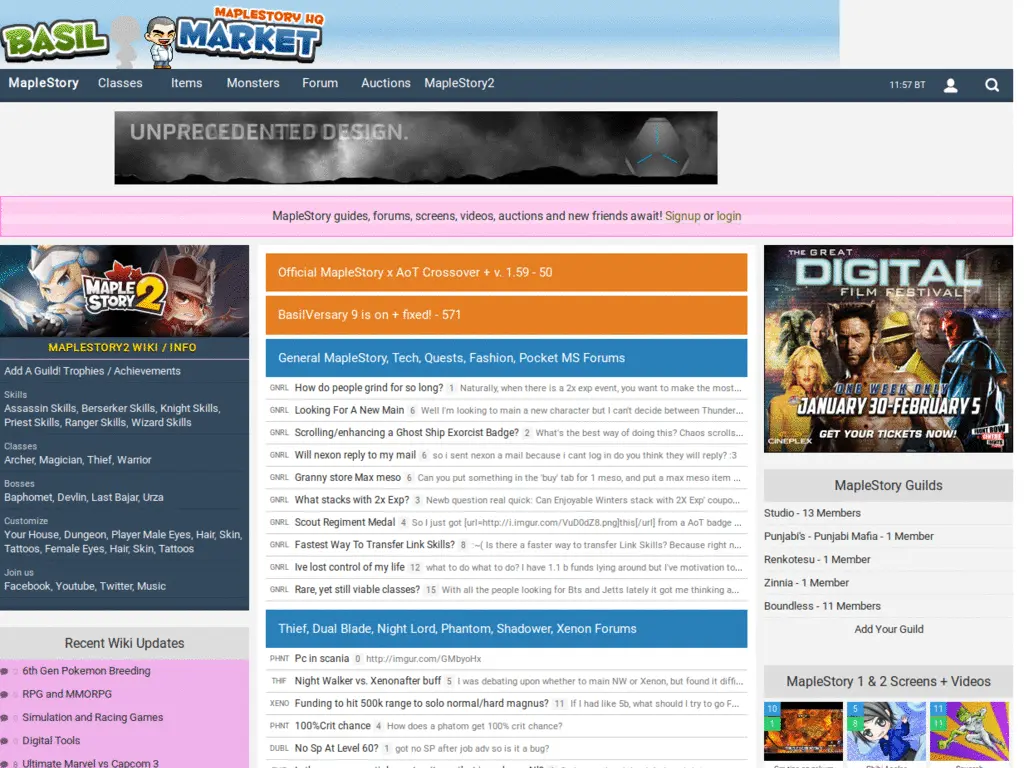 BASIL MARKET
MAPLESTORY HQ
MapleStory Classes Items Monsters Forum Auctions MapleStory2 11:57 BT
UNPRECEDENTED DESIGN.
MapleStory guides, forums, screens, videos, auctions and new friends await! Signup or login
MAPLE STORY 2
MAPLESTORY2 WIKI / INFO
Add A Guild! Trophies / Achievements
Skills
Assassin Skills, Berserker Skills, Knight Skills,
Priest Skills, Ranger Skills, Wizard Skills
Classes
Archer, Magician, Thief, Warrior
Bosses
Baphomet, Devlin, Last Bajar, Urza
Customize
Your House, Dungeon, Player Male Eyes, Hair, Skin,
Tattoos, Female Eyes, Hair, Skin, Tattoos
Join us
Facebook, Youtube, Twitter, Music
Recent Wiki Updates
6th Gen Pokemon Breeding
RPG and MMORPG
Simulation and Racing Games
Digital Tools
Ultimate Marvel vs Capcom 3
Official MapleStory x AoT Crossover + v. 1.59 - 50
BasilVersary 9 is on + fixed! - 571
General MapleStory, Tech, Quests, Fashion, Pocket MS Forums
GNRL How do people grind for so long? 1 Naturally, when there is a 2x exp event, you want to make the most...
GNRL Looking For A New Main 6 Well I'm looking to main a new character but I can't decide between Thunder...
GNRL Scrolling/enhancing a Ghost Ship Exorcist Badge? 2 What's the best way of doing this? Chaos scrolls...
GNRL Will nexon reply to my mail 6 so i sent nexon a mail because i cant log in do you think they will reply? :3
GNRL Granny store Max meso 6 Can you put something in the 'buy' tab for 1 meso, and put a max meso item ...
GNRL What stacks with 2x Exp? 3 Newb question real quick: Can Enjoyable Winters stack with 2X Exp' coupo...
GNRL Scout Regiment Medal 4 So I just got [url=http://i.imgur.com/VuD0dZ8.png]this[/url] from a AoT badge ...
GNRL Fastest Way To Transfer Link Skills? 8 :~( Is there a faster way to transfer Link Skills? Because right n...
GNRL Ive lost control of my life 12 what to do what to do? I have 1.1 b funds lying around but I've motivation to...
GNRL Rare, yet still viable classes? 15 With all the people looking for Bts and Jetts lately it got me thinking a...
Thief, Dual Blade, Night Lord, Phantom, Shadower, Xenon Forums
PHNT Pc in scania 0 http://imgur.com/GMbyoHx
THIF Night Walker vs. Xenonafter buff 5 I was debating upon whether to main NW or Xenon, but found it diffi...
XENO Funding to hit 500k range to solo normal/hard magnus? 11 If I had like 5b, what should I try to go F...
PHNT 100%Crit chance 4 How does a phatom get 100% crit chance?
DUBL No Sp At Level 60? 1 got no SP after job adv so is it a bug?
THE GREAT
DIGITAL
FILM FESTIVAL
ONE WEEK ONLY
JANUARY 30-FEBRUARY 5
CINEPLEX GET YOUR TICKETS NOW!
MapleStory Guilds
Studio - 13 Members
Punjabi's - Punjabi Mafia - 1 Member
Renkotesu - 1 Member
Zinnia - 1 Member
Boundless - 11 Members
Add Your Guild
MapleStory 1 & 2 Screens + Videos
10 5 11
1 8 11